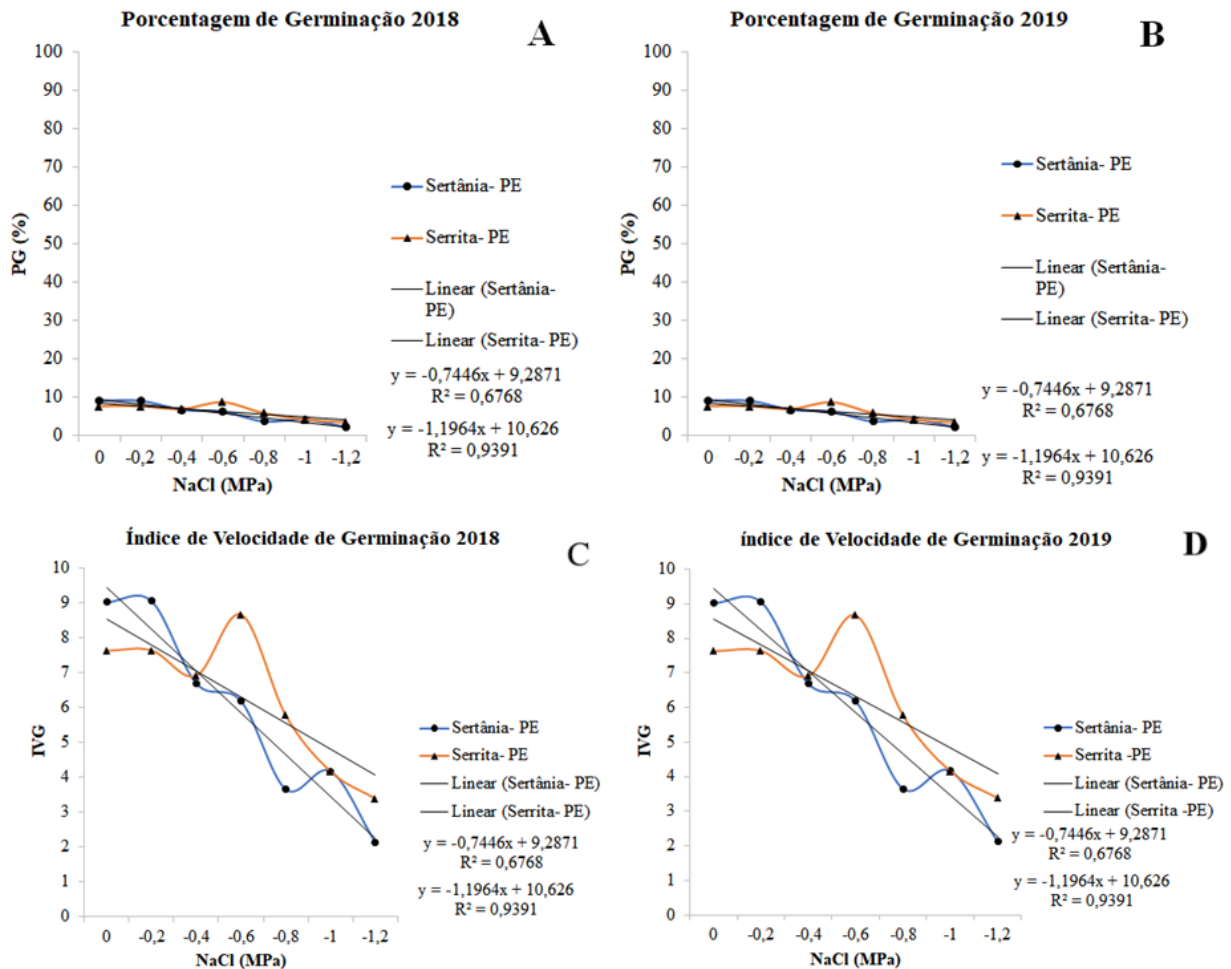 Porcentagem de Germinação 2018
A
100
90
80
70
60
50
40
30
20
10
0
PG (%)
0 -0,2 -0,4 -0,6 -0,8 -1 -1,2
NaCl (MPa)
Sertânia- PE
Serrita- PE
Linear (Sertânia-
PE)
Linear (Serrita- PE)
y = -0,7446x + 9,2871
R² = 0,6768
y = -1,1964x + 10,626
R² = 0,9391
Porcentagem de Germinação 2019
B
100
90
80
70
60
50
40
30
20
10
0
PG (%)
0 -0,2 -0,4 -0,6 -0,8 -1 -1,2
NaCl (MPa)
Sertânia- PE
Serrita- PE
Linear (Sertânia-
PE)
Linear (Serrita- PE)
y = -0,7446x + 9,2871
R² = 0,6768
y = -1,1964x + 10,626
R² = 0,9391
Índice de Velocidade de Germinação 2018
C
10
9
8
7
6
5
4
3
2
1
0
IVG
0 -0,2 -0,4 -0,6 -0,8 -1 -1,2
NaCl (MPa)
Sertânia- PE
Serrita- PE
Linear (Sertânia- PE)
Linear (Serrita- PE)
y = -0,7446x + 9,2871
R² = 0,6768
y = -1,1964x + 10,626
R² = 0,9391
índice de Velocidade de Germinação 2019
D
10
9
8
7
6
5
4
3
2
1
0
IVG
0 -0,2 -0,4 -0,6 -0,8 -1 -1,2
NaCl (MPa)
Sertânia- PE
Serrita -PE
Linear (Sertânia- PE)
Linear (Serrita -PE)
y = -0,7446x + 9,2871
R² = 0,6768
y = -1,1964x + 10,626
R² = 0,9391